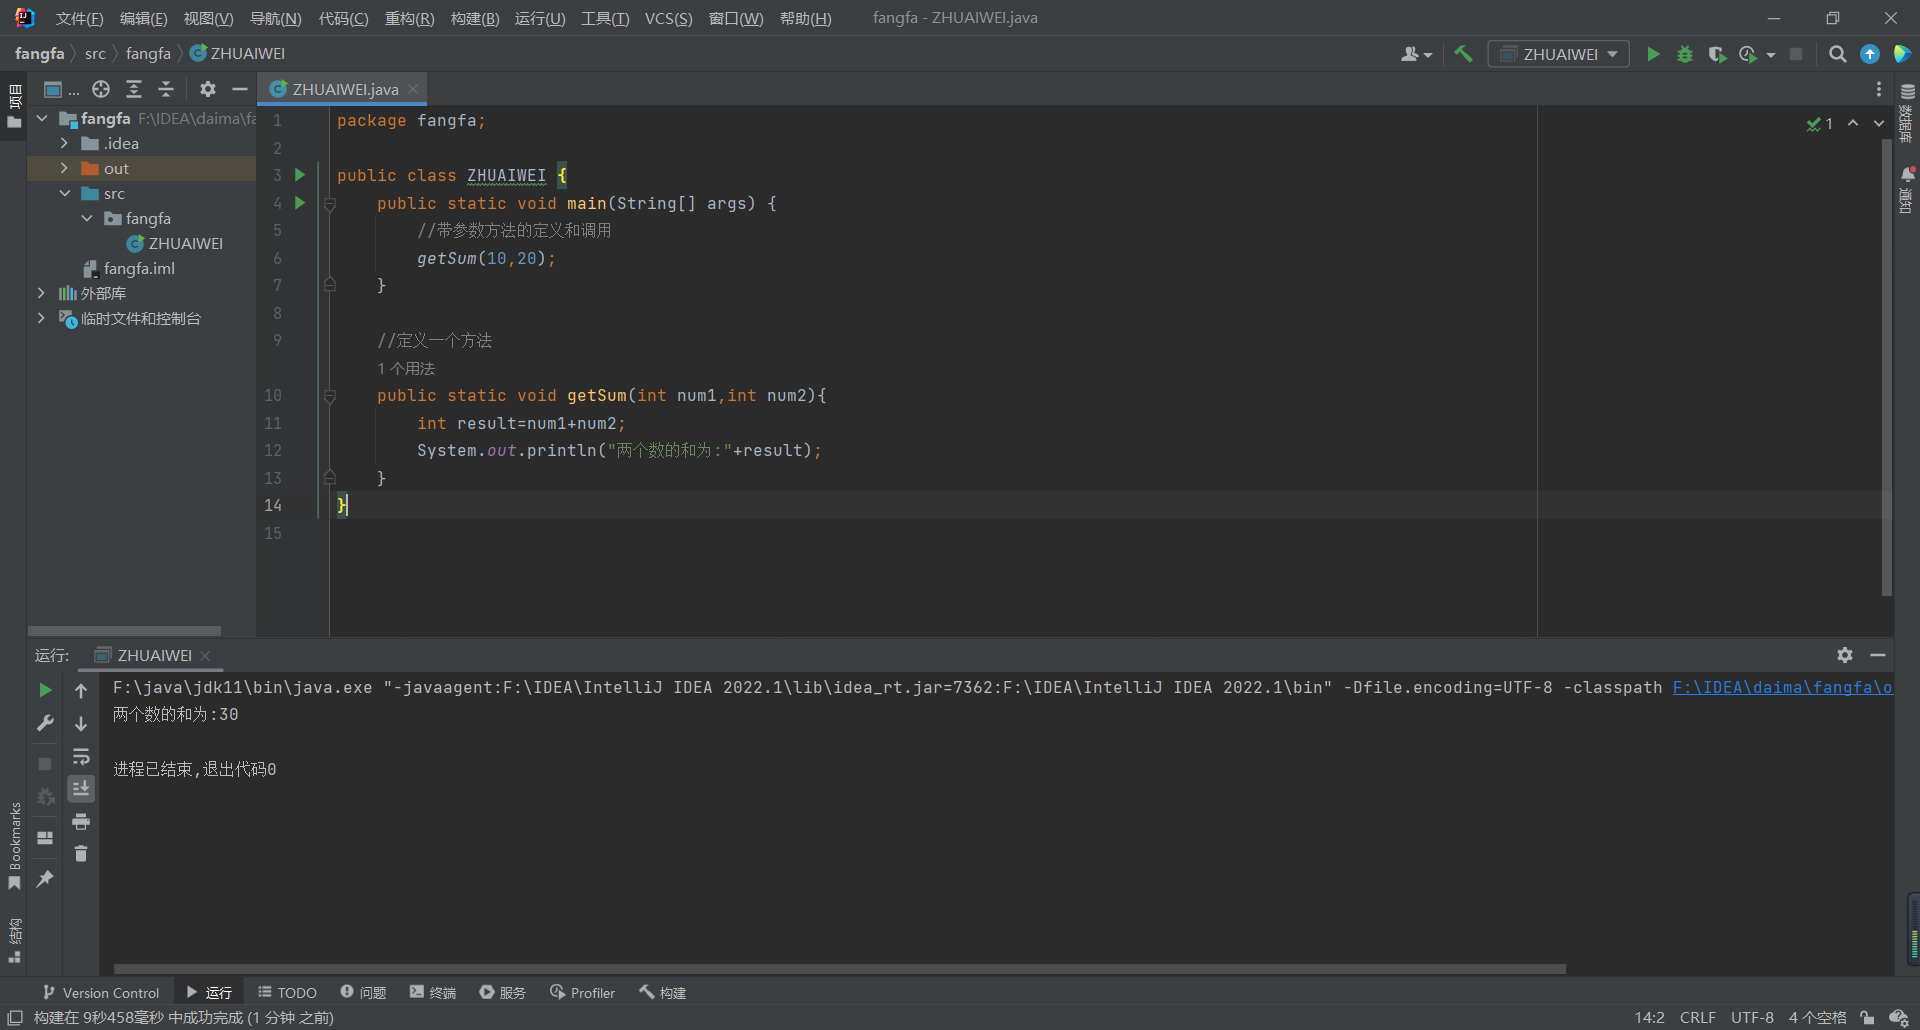 文件(F) 编辑(E) 视图(V) 导航(N) 代码(C) 重构(R) 构建(B) 运行(U) 工具(T) VCS(S) 窗口(W) 帮助(H) fangfa - ZHUAIWEI.java
fangfa src fangfa ZHUAIWEI
ZHUAIWEI
项目
...
ZHUAIWEI.java
fangfa F:\IDEA\daima\fa
.idea
out
src
fangfa
ZHUAIWEI
fangfa.iml
外部库
临时文件和控制台
1 package fangfa;
2
3 public class ZHUAIWEI {
4 public static void main(String[] args) {
5 //带参数方法的定义和调用
6 getSum(10,20);
7 }
8
9 //定义一个方法
1 个用法
10 public static void getSum(int num1,int num2){
11 int result=num1+num2;
12 System.out.println("两个数的和为:"+result);
13 }
14 }
15
1
数据库
通知
运行: ZHUAIWEI
F:\java\jdk11\bin\java.exe "-javaagent:F:\IDEA\IntelliJ IDEA 2022.1\lib\idea_rt.jar=7362:F:\IDEA\IntelliJ IDEA 2022.1\bin" -Dfile.encoding=UTF-8 -classpath F:\IDEA\daima\fangfa\o
两个数的和为:30
进程已结束,退出代码0
Bookmarks
结构
Version Control 运行 TODO 问题 终端 服务 Profiler 构建
构建在 9秒458毫秒 中成功完成 (1 分钟 之前) 14:2 CRLF UTF-8 4 个空格